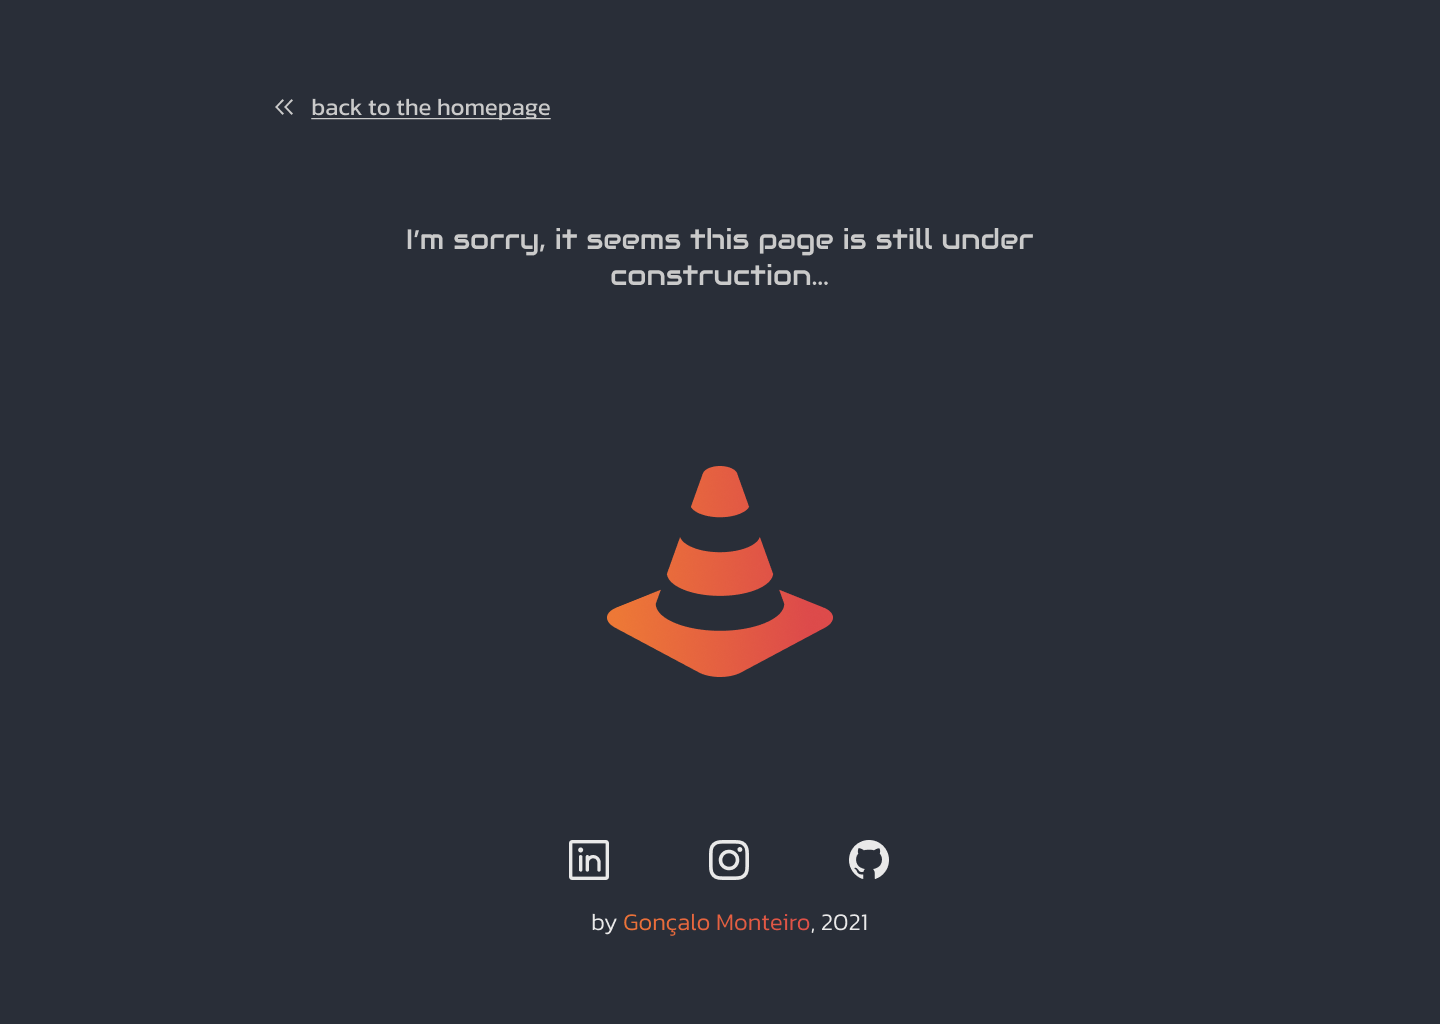 back to the homepage
I'm sorry, it seems this page is still under
construction...
in
by Gonçalo Monteiro, 2021